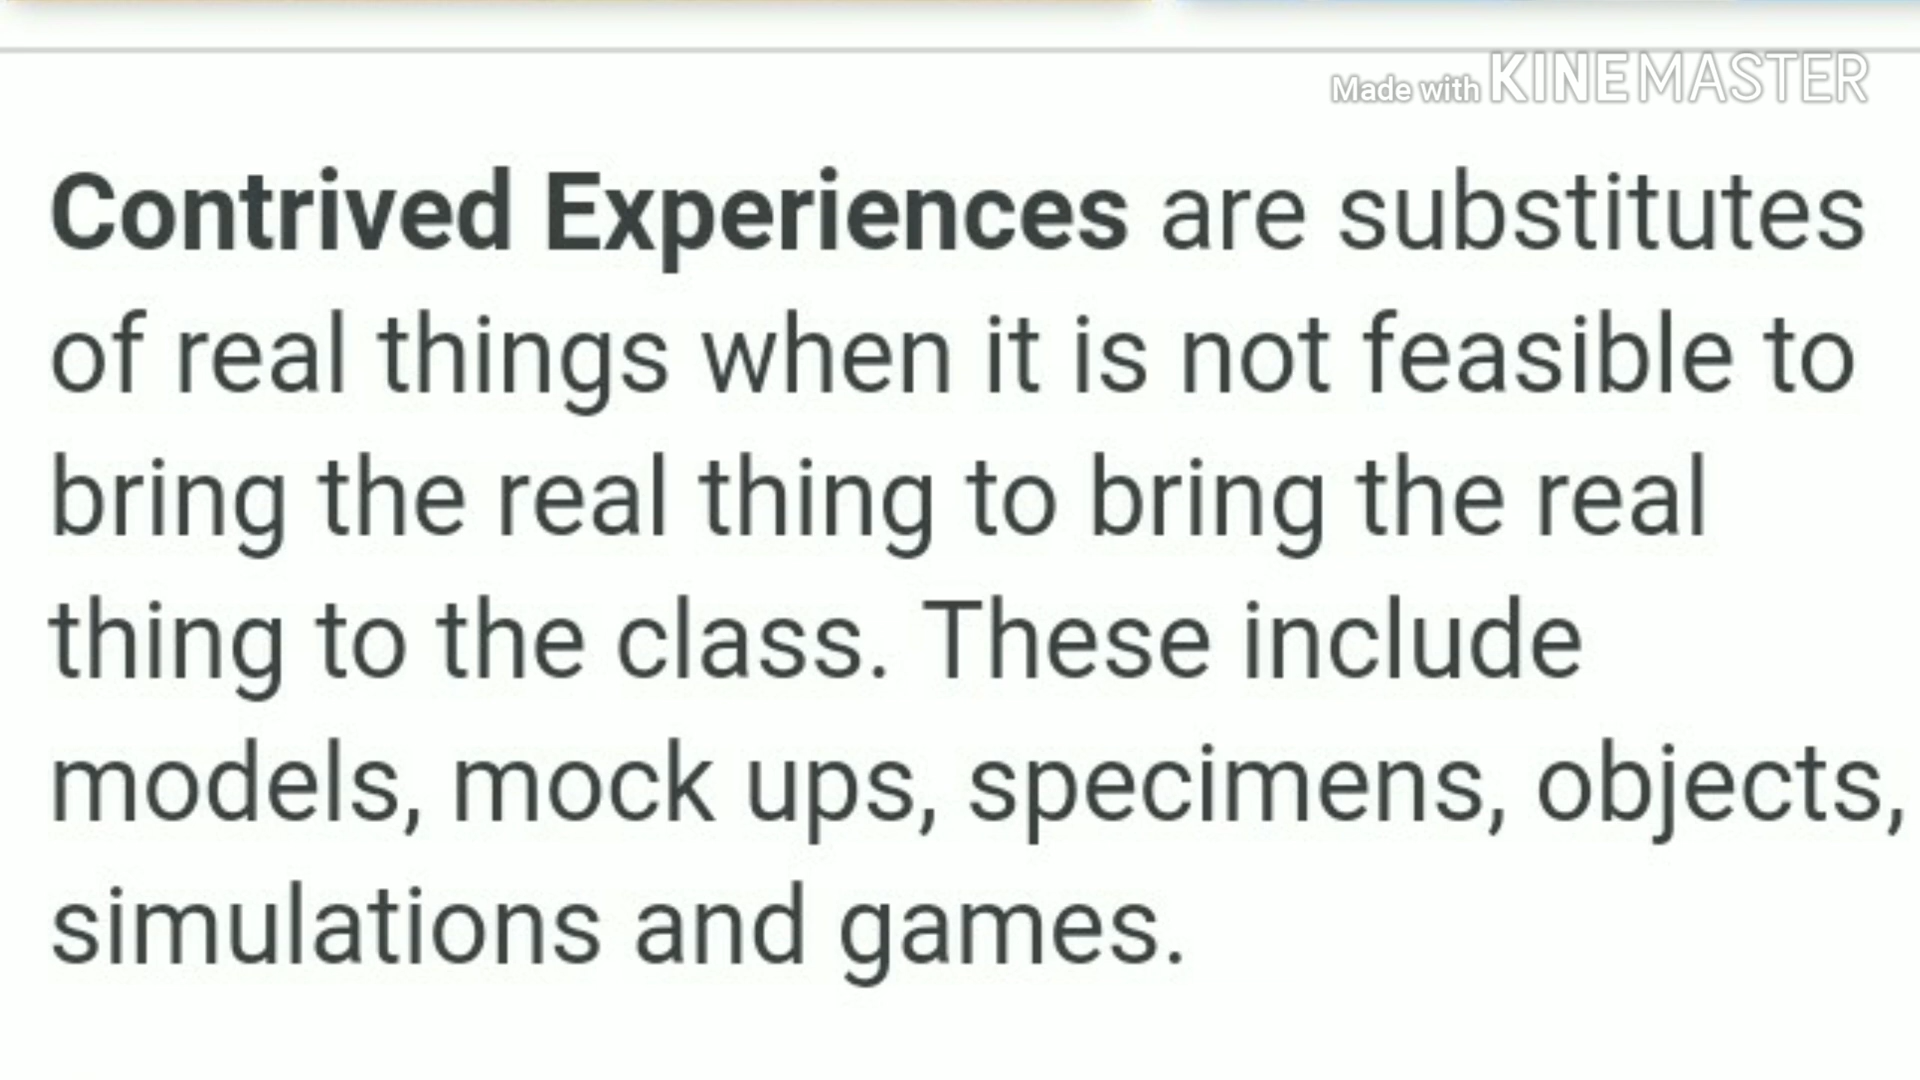 Made with KINEMASTER
Contrived Experiences are substitutes
of real things when it is not feasible to
bring the real thing to bring the real
thing to the class. These include
models, mock ups, specimens, objects,
simulations and games.